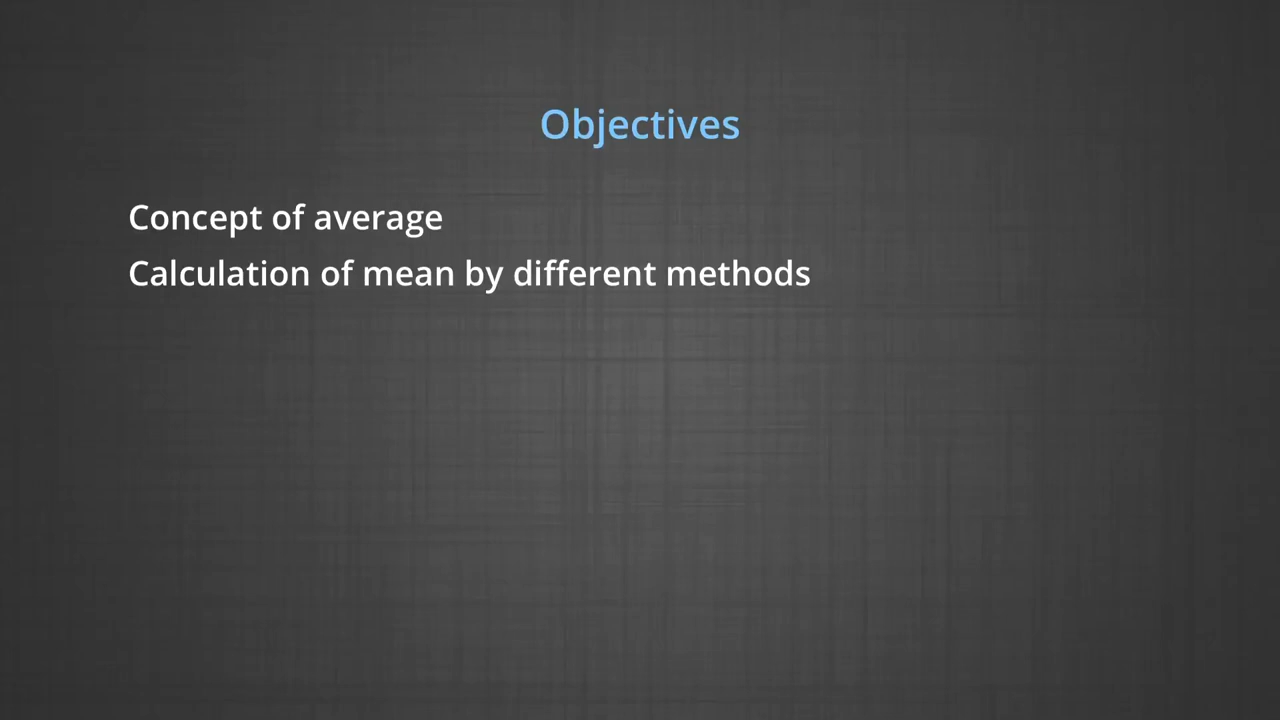 Objectives
Concept of average
Calculation of mean by different methods